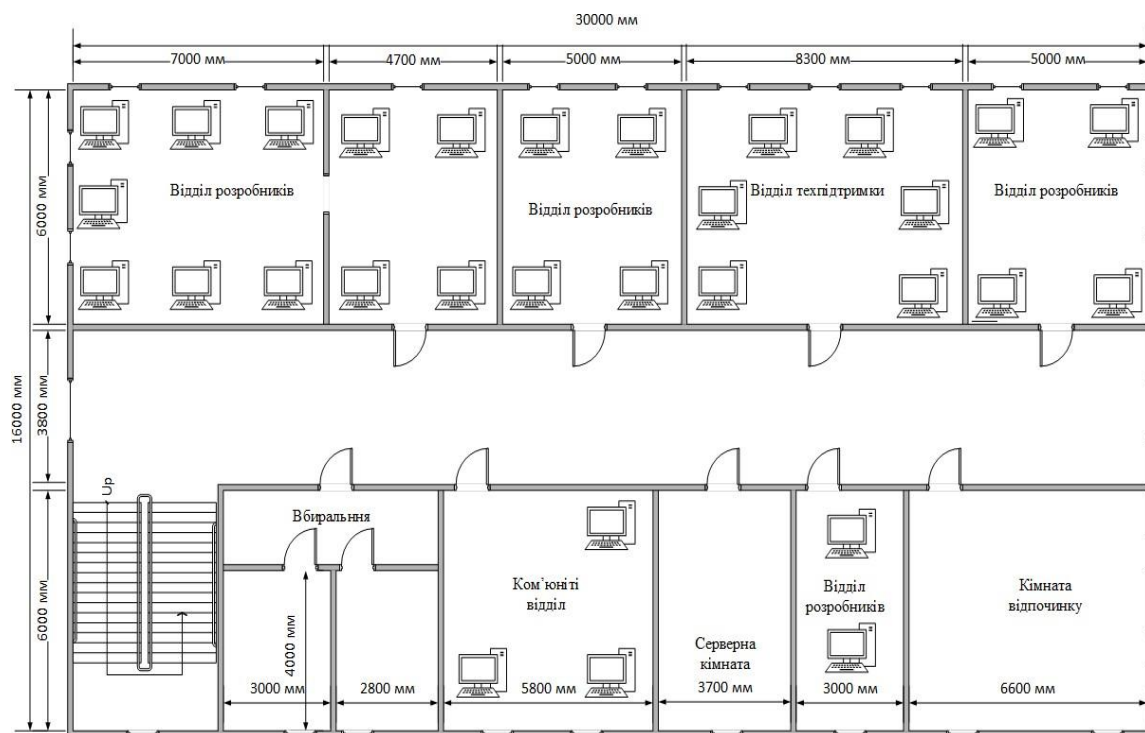 30000 мм
7000 мм
4700 мм
5000 мм
8300 мм
5000 мм
16000 мм
6000 мм
Відділ розробників
Відділ розробників
Відділ техпідтримки
Відділ розробників
3800 мм
6000 мм
Up
Вбиральня
4000 мм
3000 мм
2800 мм
Ком’юніті
відділ
5800 мм
Серверна
кімната
3700 мм
Відділ
розробників
3000 мм
Кімната
відпочинку
6600 мм